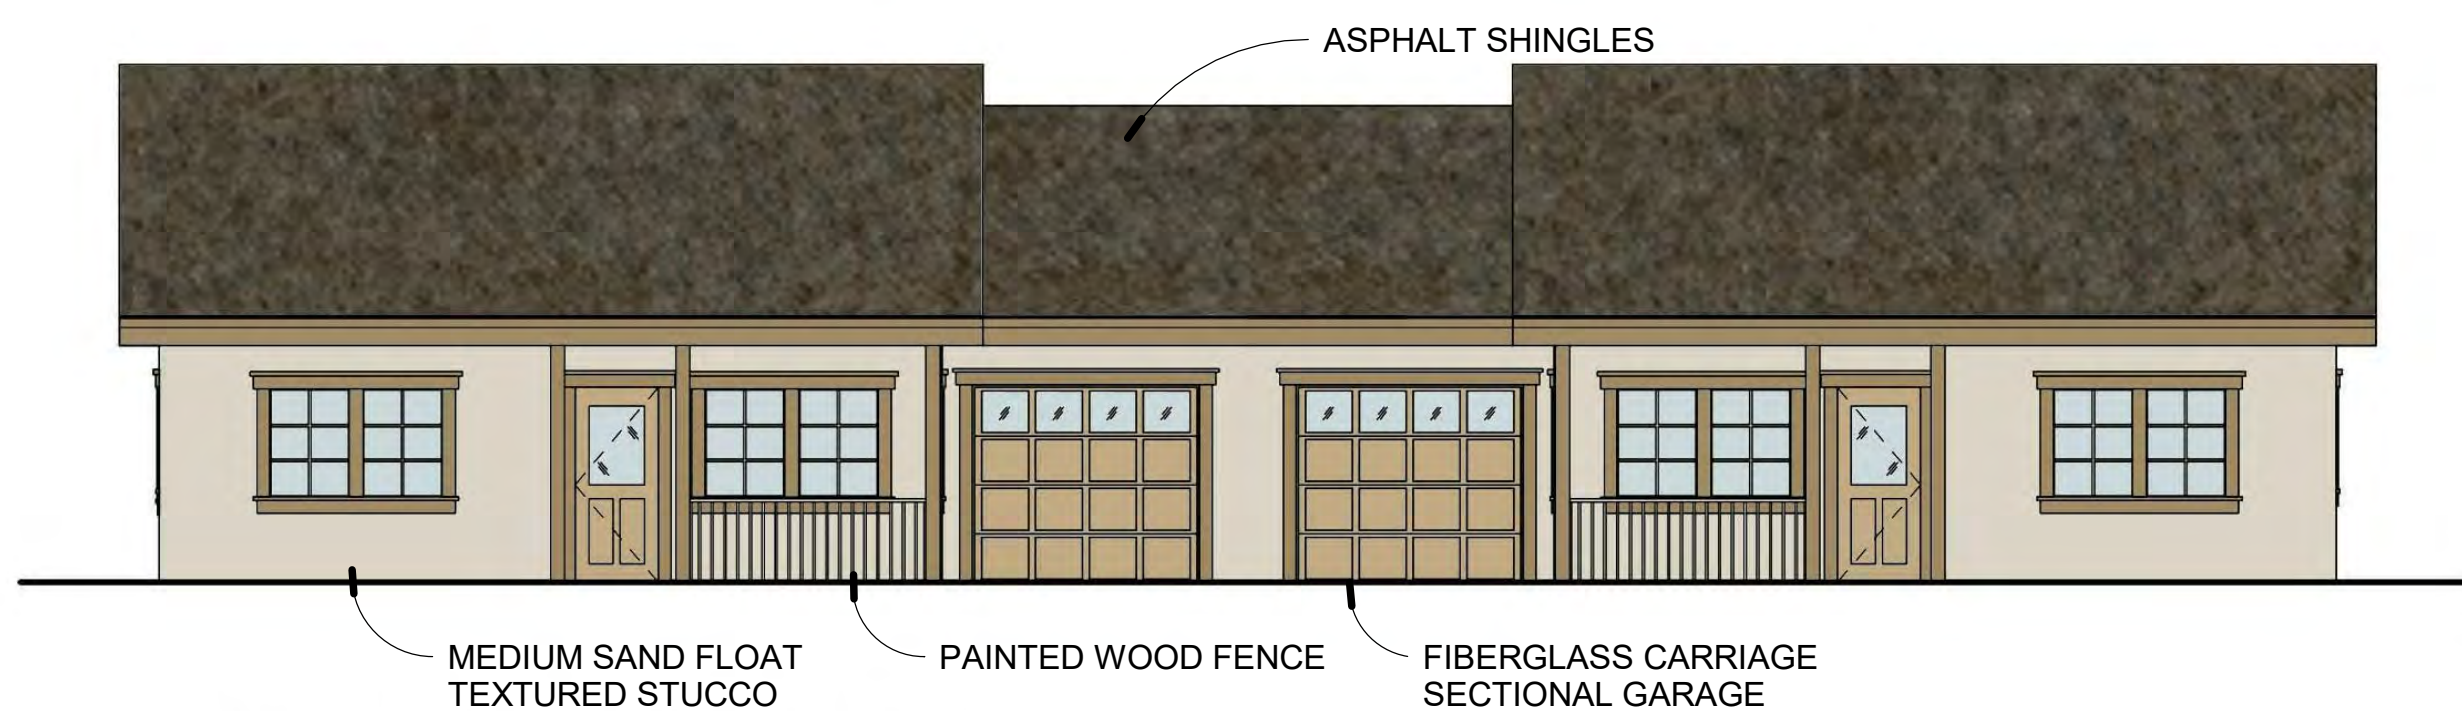 ASPHALT SHINGLES
MEDIUM SAND FLOAT
TEXTURED STUCCO
PAINTED WOOD FENCE
FIBERGLASS CARRIAGE
SECTIONAL GARAGE